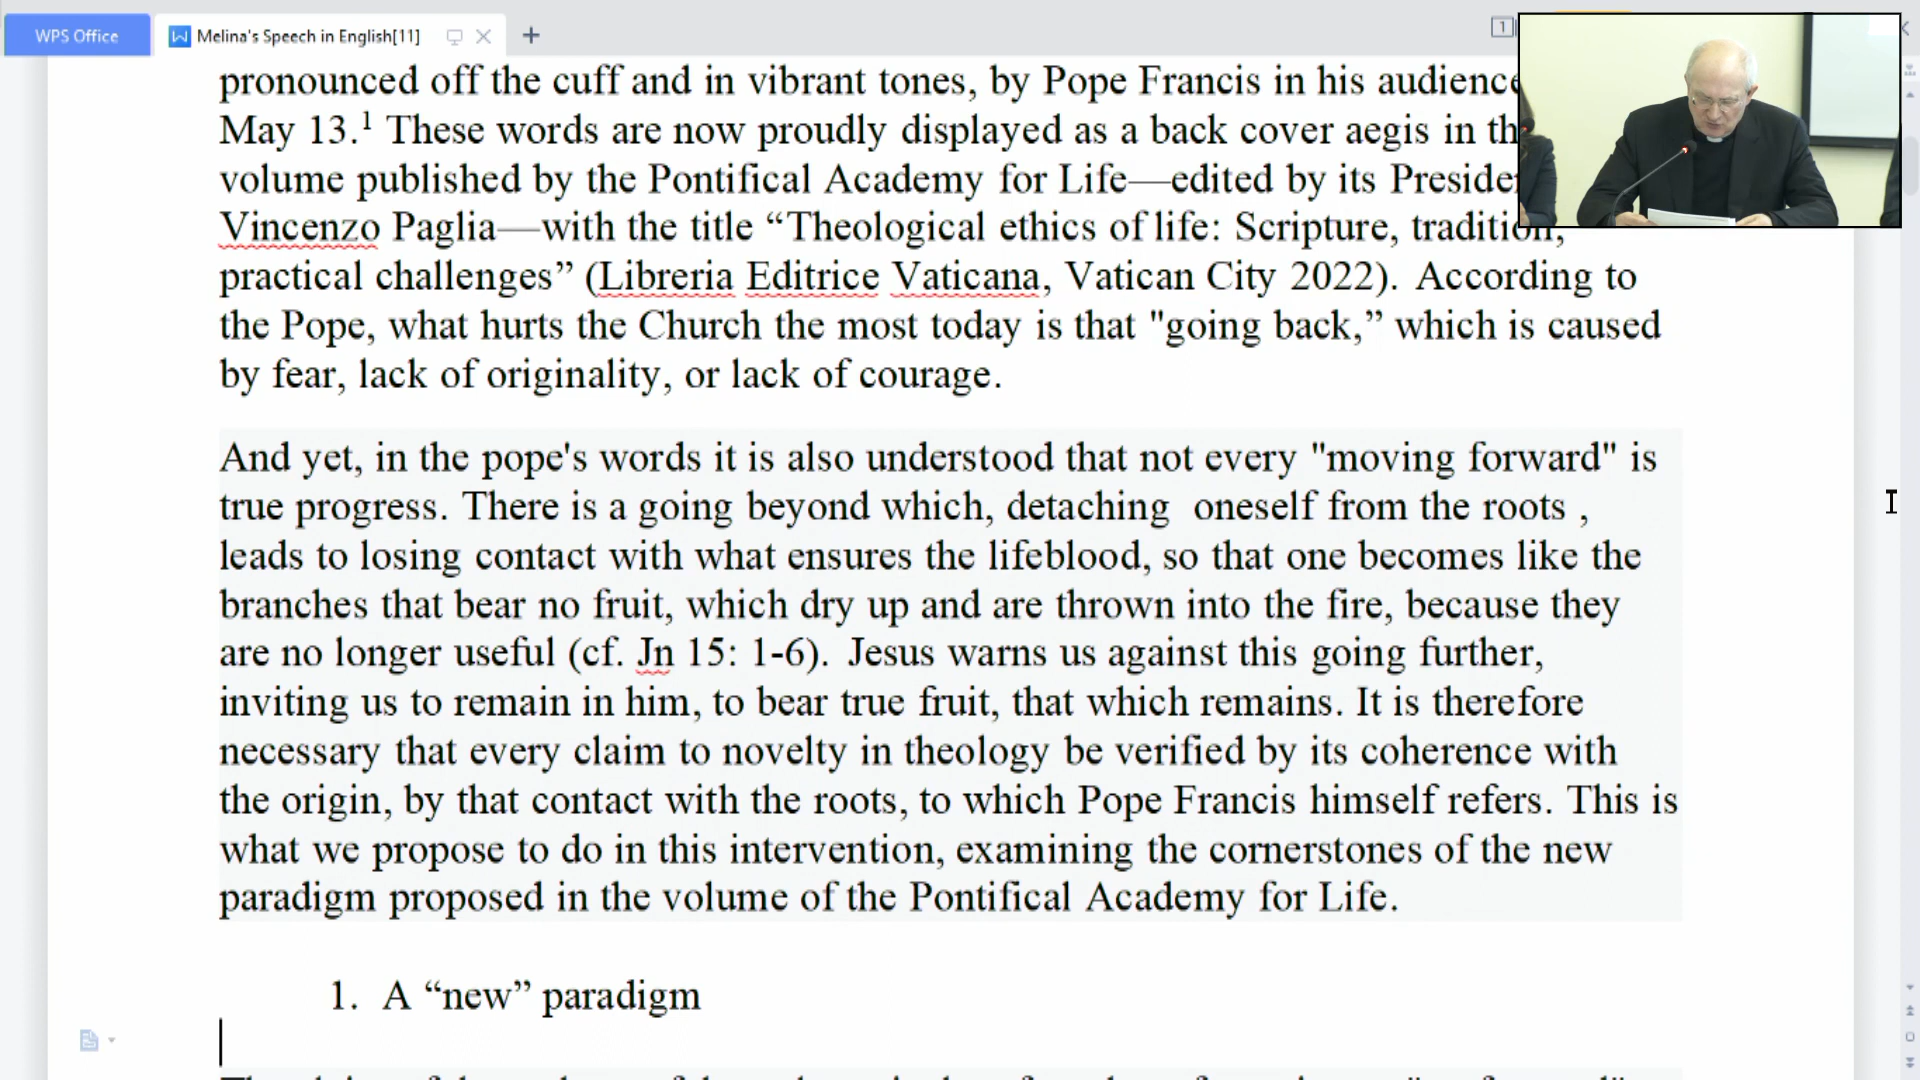 WPS Office
Melina's Speech in English[11]
1
pronounced off the cuff and in vibrant tones, by Pope Francis in his audience
May 13.¹ These words are now proudly displayed as a back cover aegis in
volume published by the Pontifical Academy for Life—edited by its
Vincenzo Paglia—with the title “Theological ethics of life: Scripture, tradition,
practical challenges” (Libreria Editrice Vaticana, Vatican City 2022). According to
the Pope, what hurts the Church the most today is that "going back,” which is caused
by fear, lack of originality, or lack of courage.
And yet, in the pope's words it is also understood that not every "moving forward" is
true progress. There is a going beyond which, detaching  oneself from the roots ,
leads to losing contact with what ensures the lifeblood, so that one becomes like the
branches that bear no fruit, which dry up and are thrown into the fire, because they
are no longer useful (cf. Jn 15: 1-6). Jesus warns us against this going further,
inviting us to remain in him, to bear true fruit, that which remains. It is therefore
necessary that every claim to novelty in theology be verified by its coherence with
the origin, by that contact with the roots, to which Pope Francis himself refers. This is
what we propose to do in this intervention, examining the cornerstones of the new
paradigm proposed in the volume of the Pontifical Academy for Life.
1. A “new” paradigm